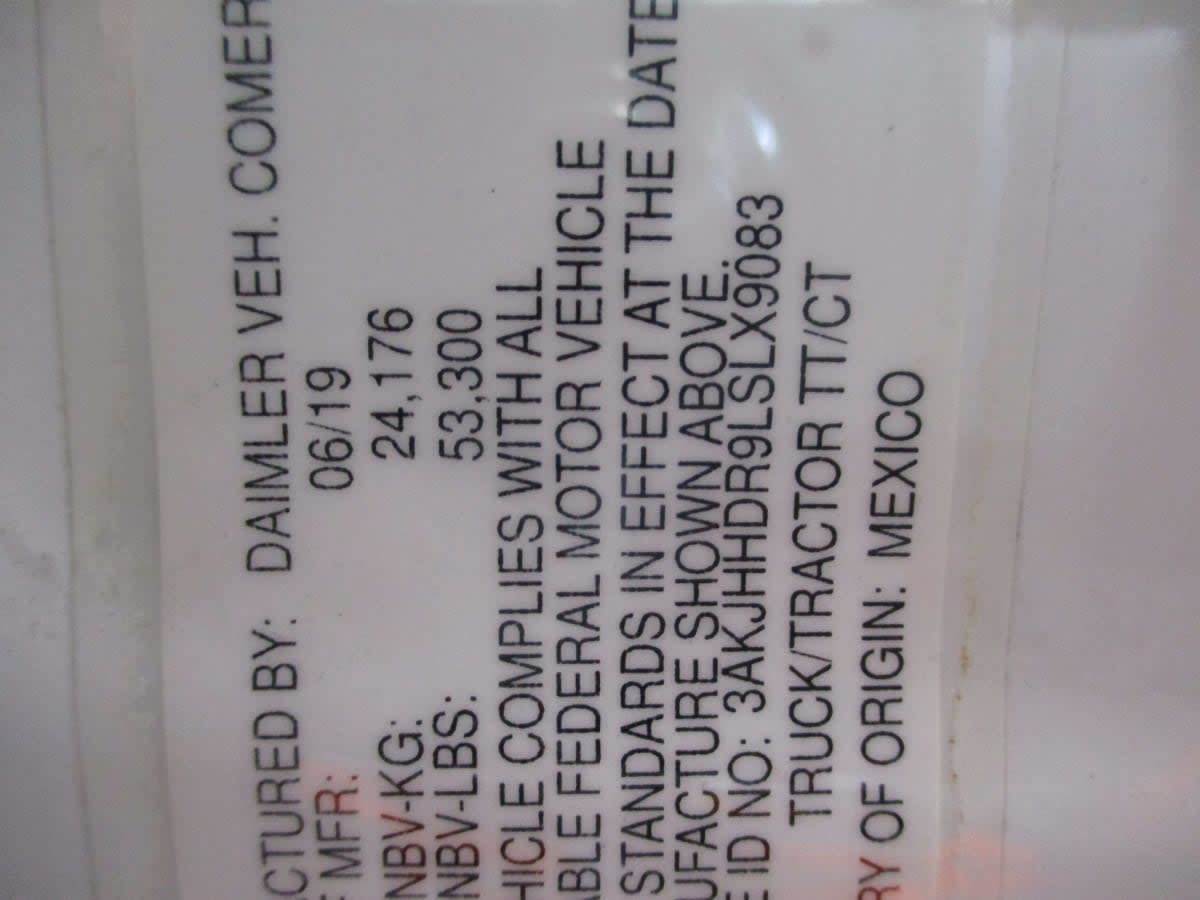 CTURED BY: DAIMLER VEH. COMER
MFR: 06/19
NBV-KG: 24,176
NBV-LBS: 53,300
HICLE COMPLIES WITH ALL
ABLE FEDERAL MOTOR VEHICLE
STANDARDS IN EFFECT AT THE DATE
UFACTURE SHOWN ABOVE.
E ID NO: 3AKJHHDR9LSLX9083
TRUCK/TRACTOR TT/CT
RY OF ORIGIN: MEXICO